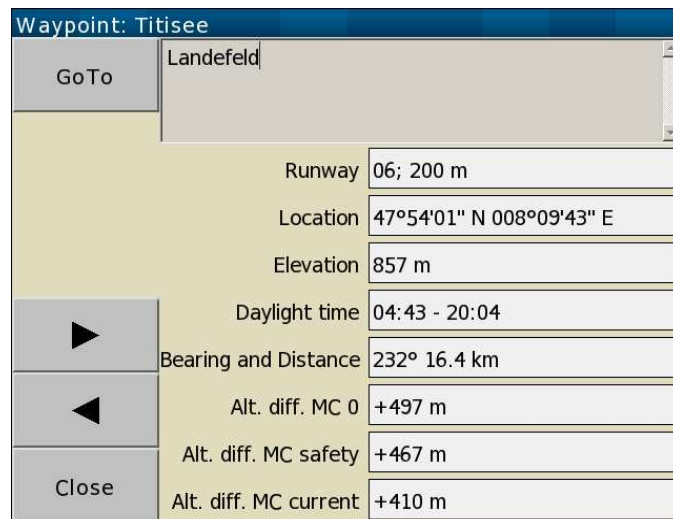 Waypoint: Titisee
GoTo
Landefeld
Runway 06; 200 m
Location 47°54'01" N 008°09'43" E
Elevation 857 m
Daylight time 04:43 - 20:04
Bearing and Distance 232° 16.4 km
Alt. diff. MC 0 +497 m
Alt. diff. MC safety +467 m
Close
Alt. diff. MC current +410 m